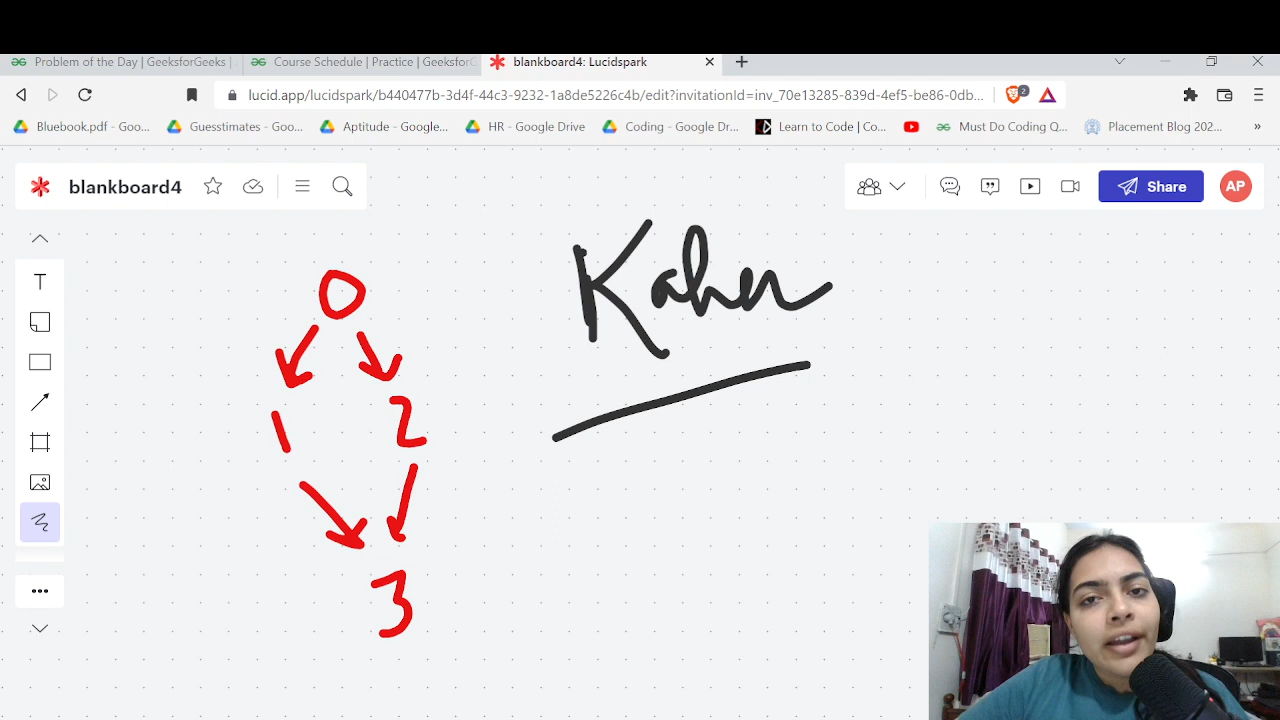 Problem of the Day | GeeksforGeeks |
Course Schedule | Practice | GeeksforG
blankboard4: Lucidspark
lucid.app/lucidspark/b440477b-3d4f-44c3-9232-1a8de5226c4b/edit?invitationId=inv_70e13285-839d-4ef5-be86-0db...
2
Bluebook.pdf - Goo...
Guesstimates - Goo...
Aptitude - Google...
HR - Google Drive
Coding - Google Dr...
Learn to Code | Co...
Must Do Coding Q...
Placement Blog 202...
»
blankboard4
Share
AP
T
Kahn
0
1 2
3